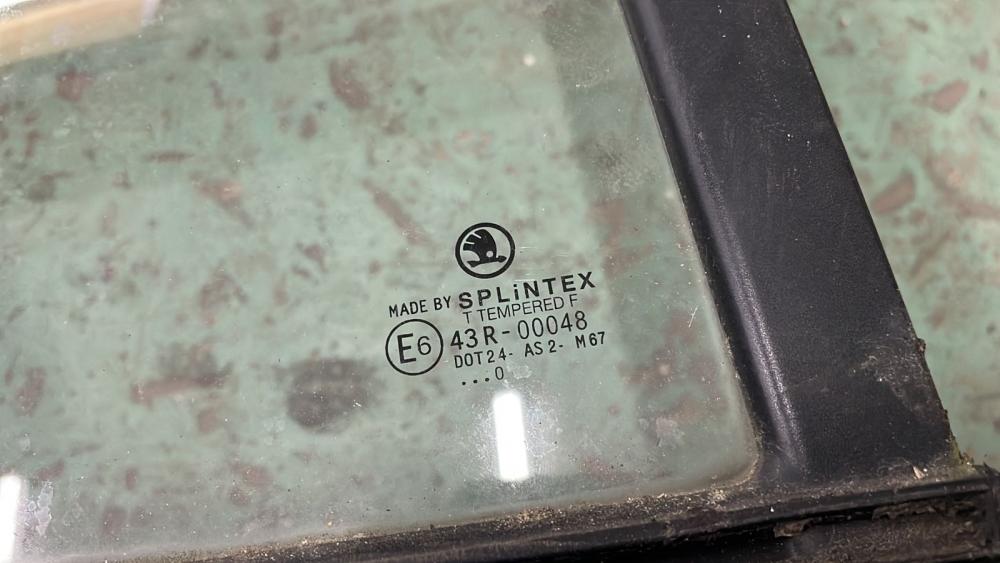 MADE BY SPLiNTEX
T TEMPERED F
E6 43R-00048
DOT24- AS2- M67
...0